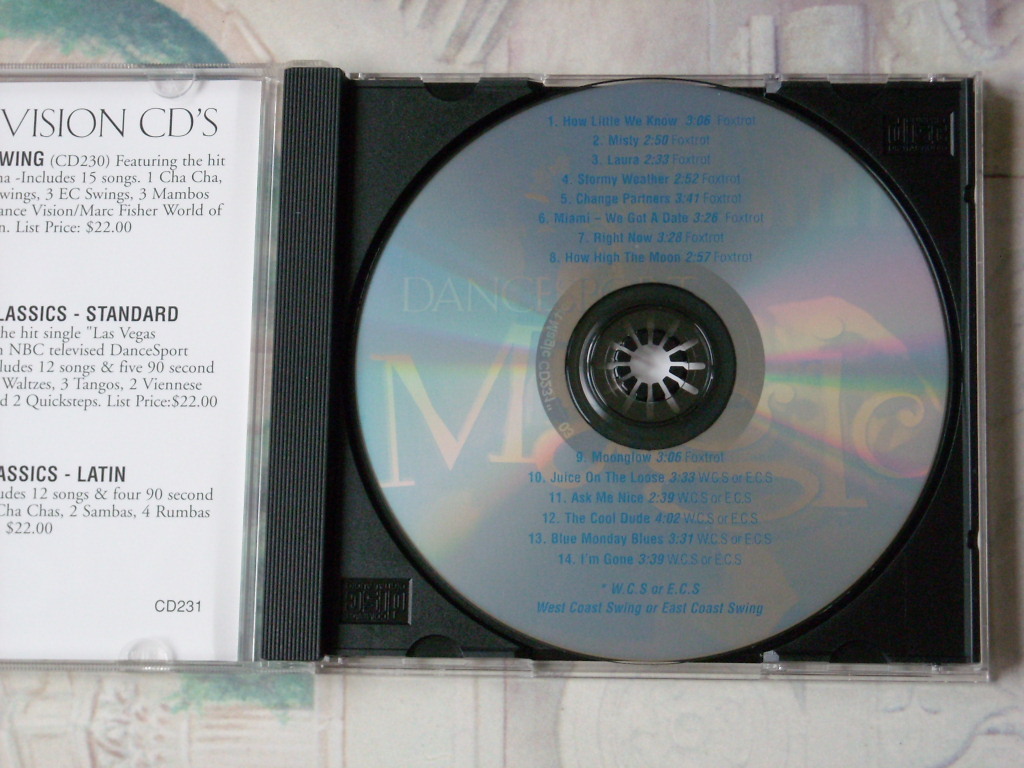 VISION CD'S
WING (CD230) Featuring the hit
na -Includes 15 songs. 1 Cha Cha,
wings, 3 EC Swings, 3 Mambos
ance Vision/Marc Fisher World of
n. List Price: $22.00
LASSICS - STANDARD
he hit single "Las Vegas
n NBC televised DanceSport
ludes 12 songs & five 90 second
Waltzes, 3 Tangos, 2 Viennese
d 2 Quicksteps. List Price:$22.00
ASSICS - LATIN
udes 12 songs & four 90 second
Cha Chas, 2 Sambas, 4 Rumbas
$22.00
CD231
1. How Little We Know 3:06 Foxtrot
2. Misty 2:50 Foxtrot
3. Laura 2:33 Foxtrot
4. Stormy Weather 2:52 Foxtrot
5. Change Partners 3:41 Foxtrot
6. Miami – We Got A Date 3:26 Foxtrot
7. Right Now 3:28 Foxtrot
8. How High The Moon 2:57 Foxtrot
DANCESPORT
Magic
9. Moonglow 3:06 Foxtrot
10. Juice On The Loose 3:33 W.C.S or E.C.S
11. Ask Me Nice 2:39 W.C.S or E.C.S
12. The Cool Dude 4:02 W.C.S or E.C.S
13. Blue Monday Blues 3:31 W.C.S or E.C.S
14. I'm Gone 3:39 W.C.S or E.C.S
* W.C.S or E.C.S
West Coast Swing or East Coast Swing
disc